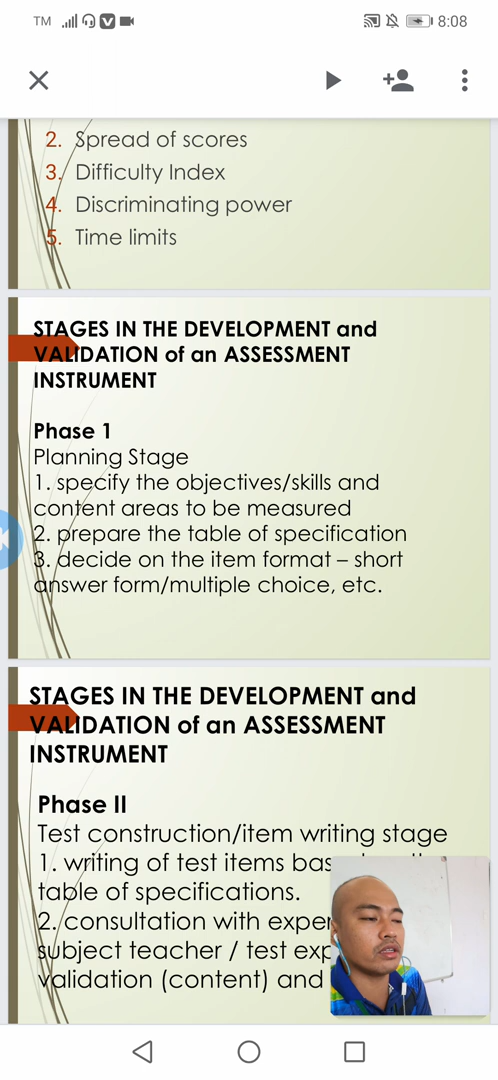 TM 8:08
2. Spread of scores
3. Difficulty Index
4. Discriminating power
5. Time limits
STAGES IN THE DEVELOPMENT and
VALIDATION of an ASSESSMENT
INSTRUMENT
Phase 1
Planning Stage
1. specify the objectives/skills and
content areas to be measured
2. prepare the table of specification
3. decide on the item format – short
answer form/multiple choice, etc.
STAGES IN THE DEVELOPMENT and
VALIDATION of an ASSESSMENT
INSTRUMENT
Phase II
Test construction/item writing stage
1. writing of test items
table of specifications.
2. consultation with
subject teacher / test
validation (content) and